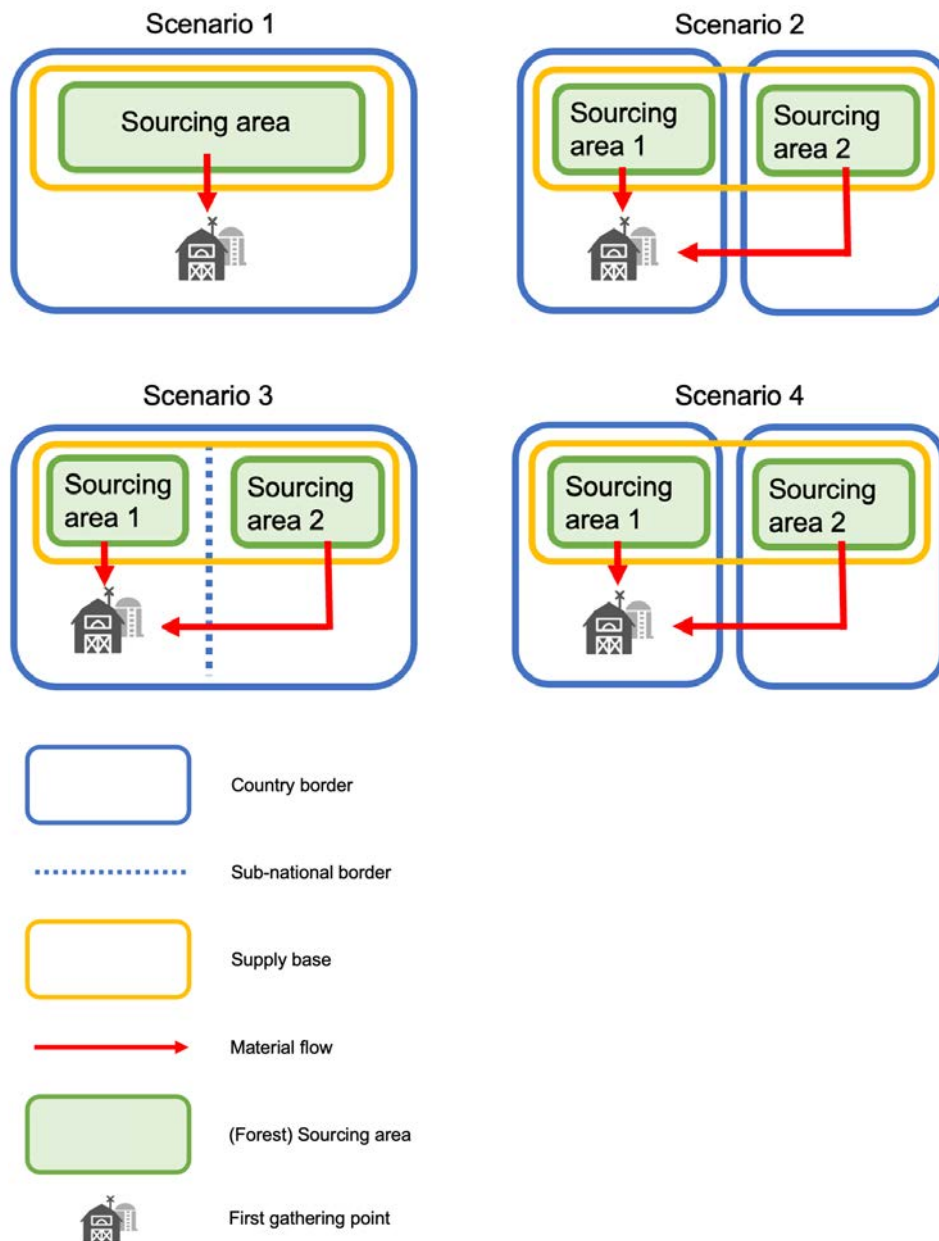 Scenario 1
Scenario 2
Sourcing area
Sourcing
area 1
Sourcing
area 2
Scenario 3
Scenario 4
Sourcing
area 1
Sourcing
area 2
Sourcing
area 1
Sourcing
area 2
Country border
Sub-national border
Supply base
Material flow
(Forest) Sourcing area
First gathering point